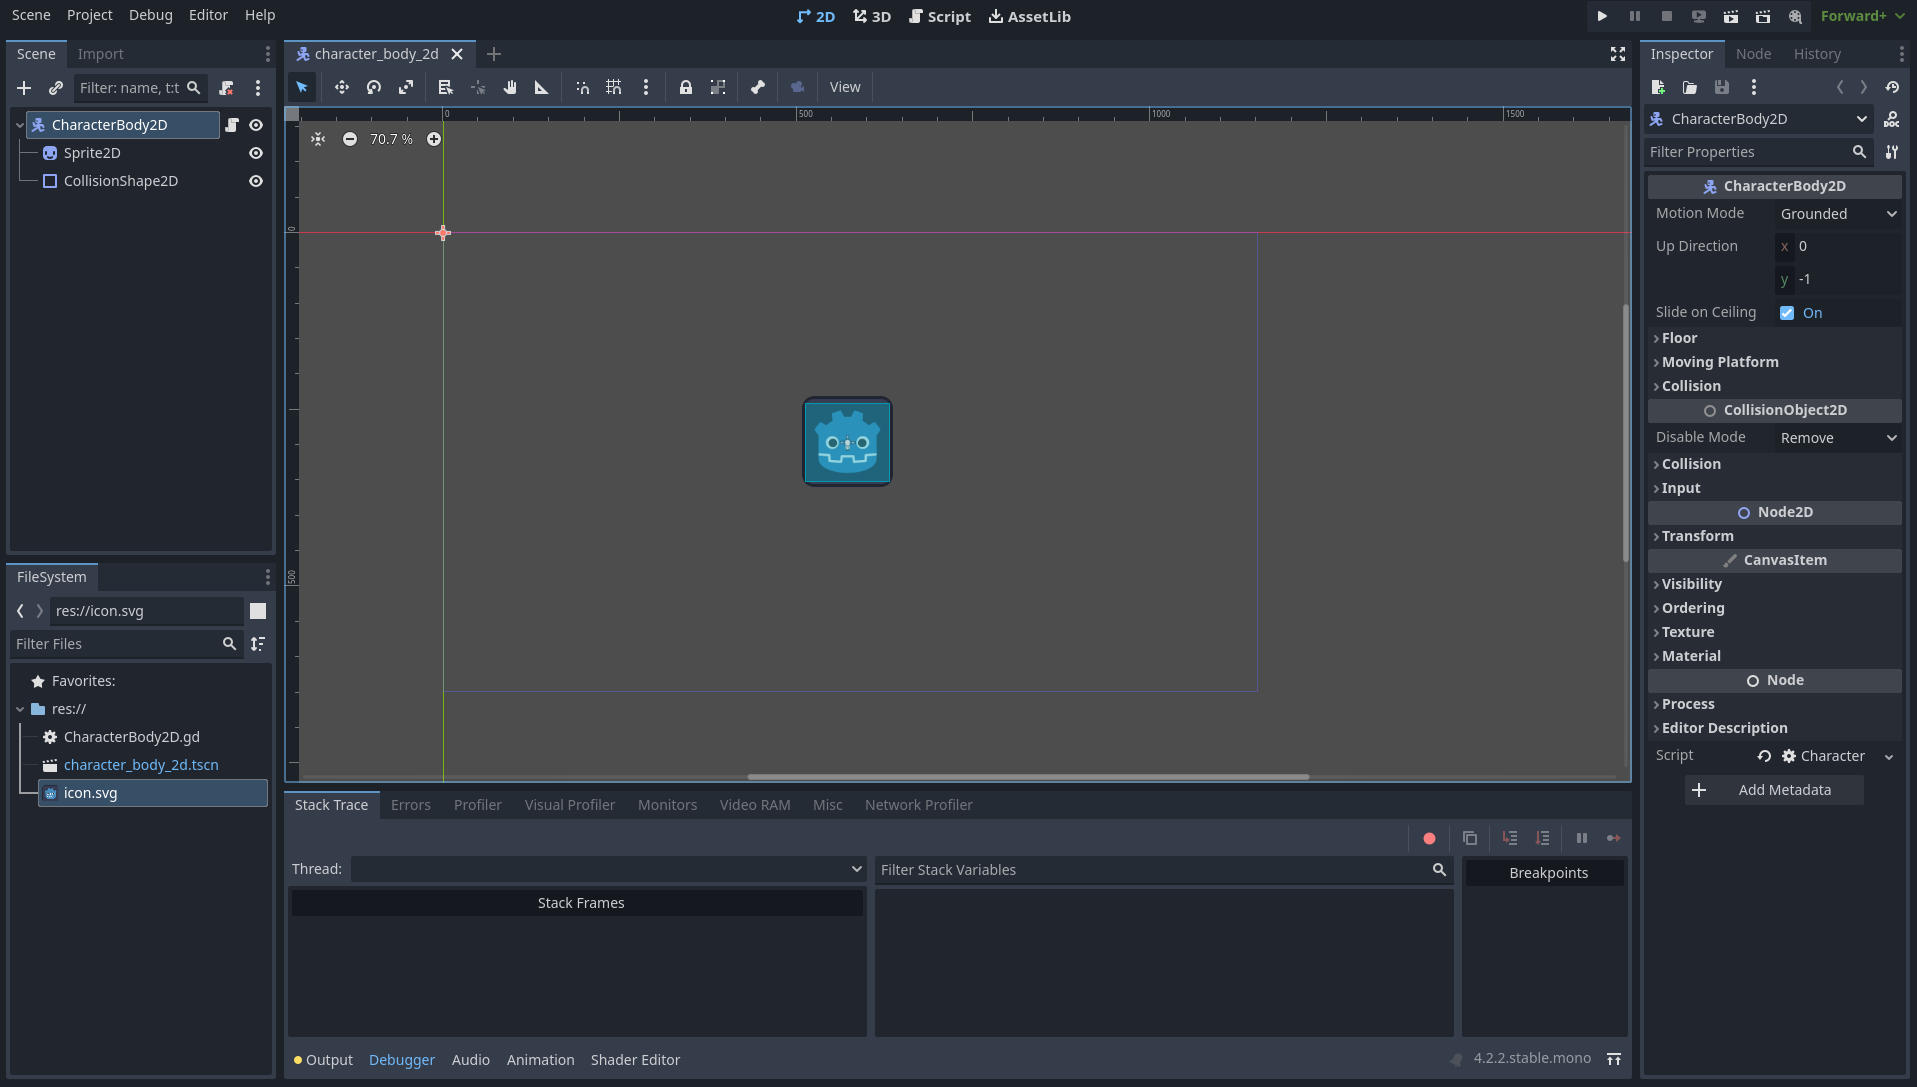 Scene Project Debug Editor Help
2D 3D Script AssetLib
Forward+
Scene Import
Filter: name, t:t
CharacterBody2D
Sprite2D
CollisionShape2D
FileSystem
res://icon.svg
Filter Files
Favorites:
res://
CharacterBody2D.gd
character_body_2d.tscn
icon.svg
character_body_2d
View
0 500 1000 1500
70.7 %
0
500
Stack Trace Errors Profiler Visual Profiler Monitors Video RAM Misc Network Profiler
Thread:
Filter Stack Variables
Breakpoints
Stack Frames
Output Debugger Audio Animation Shader Editor
4.2.2.stable.mono
Inspector Node History
CharacterBody2D
DOC
Filter Properties
CharacterBody2D
Motion Mode Grounded
Up Direction x 0
y -1
Slide on Ceiling On
Floor
Moving Platform
Collision
CollisionObject2D
Disable Mode Remove
Collision
Input
Node2D
Transform
CanvasItem
Visibility
Ordering
Texture
Material
Node
Process
Editor Description
Script Character
Add Metadata